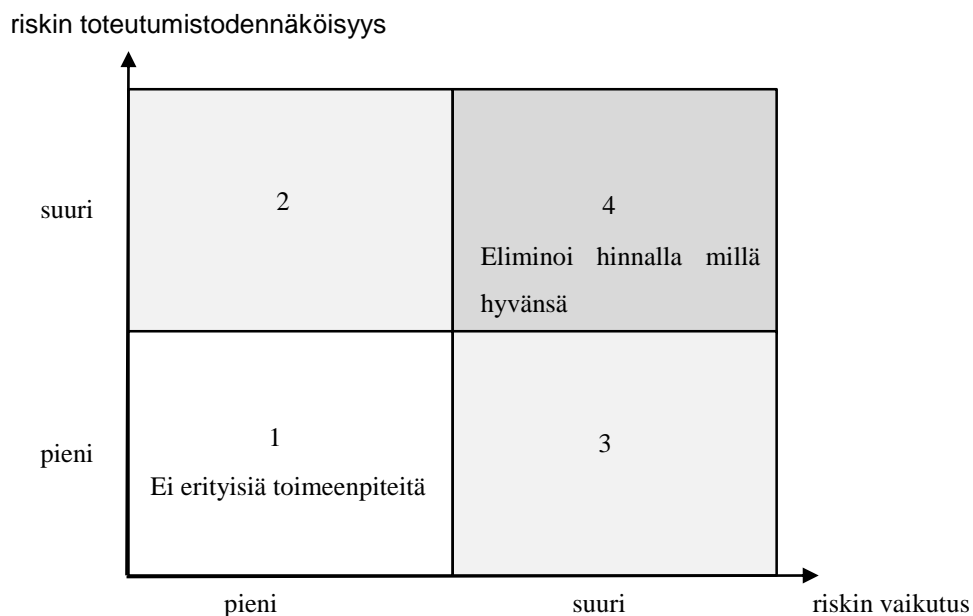 riskin toteutumistodennäköisyys
suuri
2
4
Eliminoi hinnalla millä
hyvänsä
pieni
1
Ei erityisiä toimeenpiteitä
3
pieni
suuri
riskin vaikutus